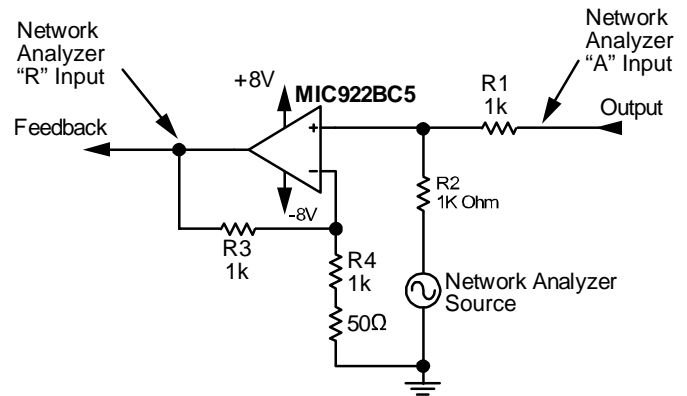 Network
Analyzer
“R” Input
Network
Analyzer
“A” Input
+8V
MIC922BC5
R1
1k
Feedback
Output
+
R2
1K Ohm
−
-8V
R3
1k
R4
1k
Network Analyzer
Source
50Ω